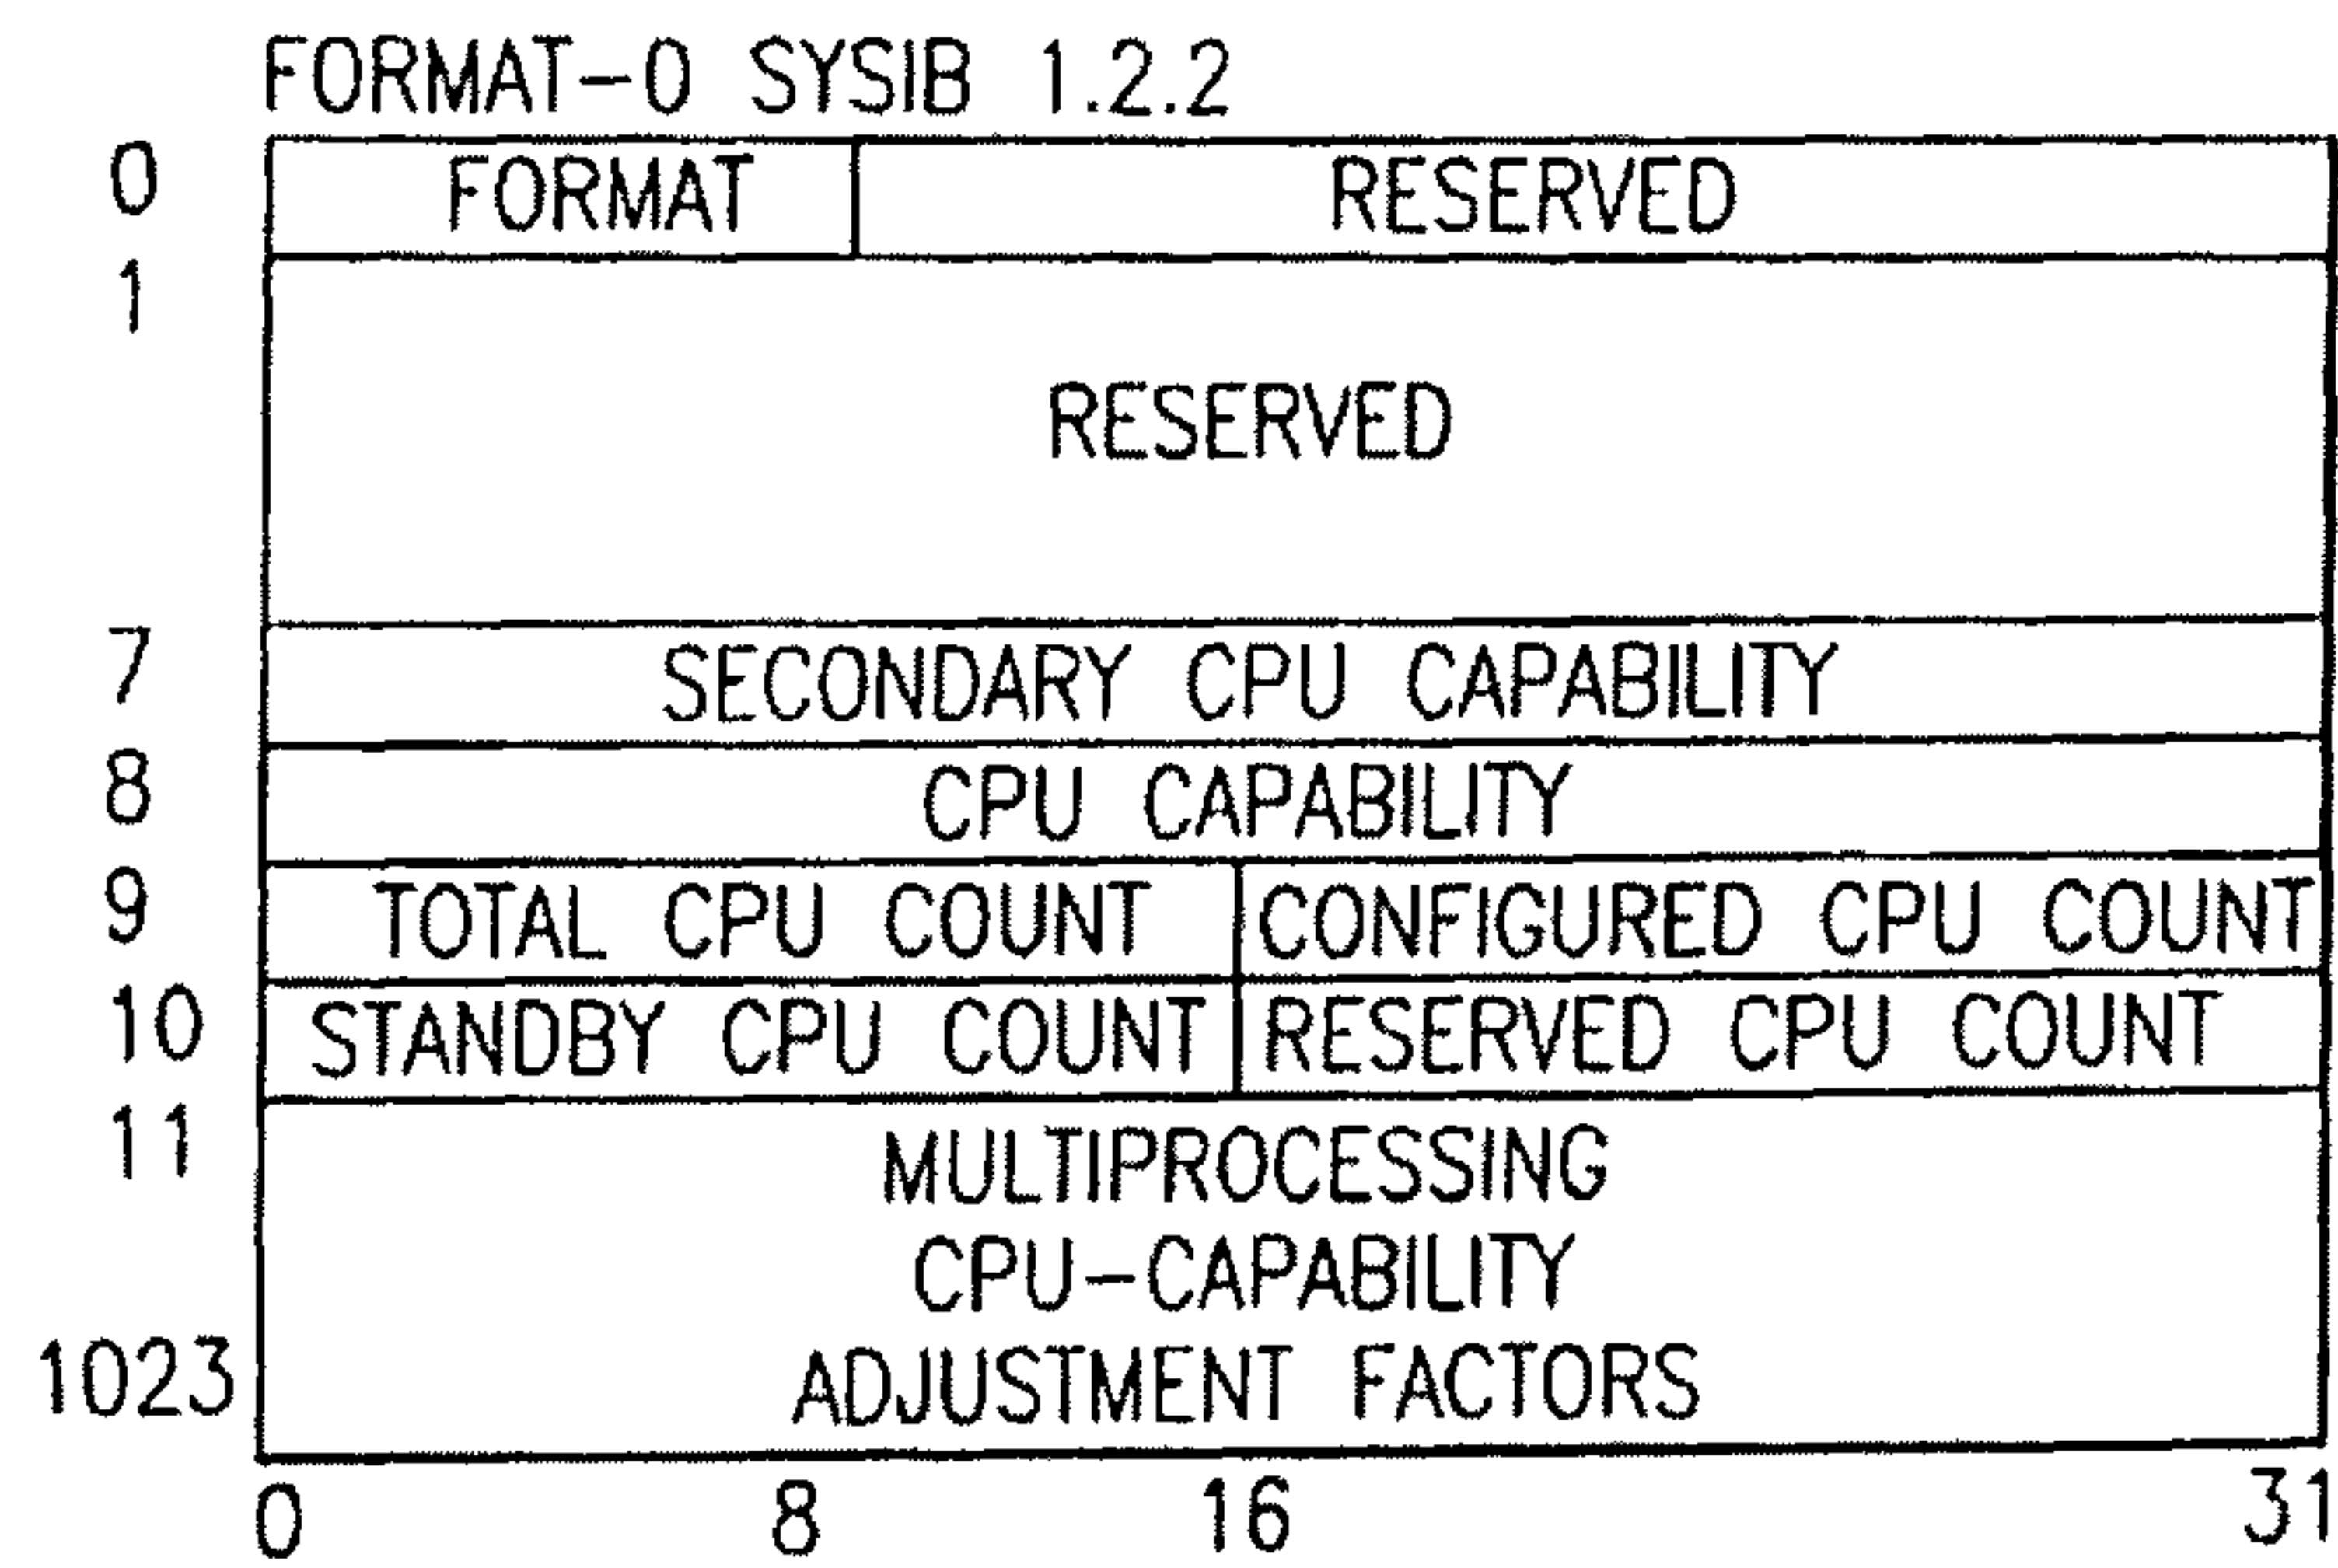 FORMAT-0 SYSIB 1.2.2
0 FORMAT RESERVED
1
RESERVED
7 SECONDARY CPU CAPABILITY
8 CPU CAPABILITY
9 TOTAL CPU COUNT CONFIGURED CPU COUNT
10 STANDBY CPU COUNT RESERVED CPU COUNT
11 MULTIPROCESSING
CPU-CAPABILITY
1023 ADJUSTMENT FACTORS
0 8 16 31